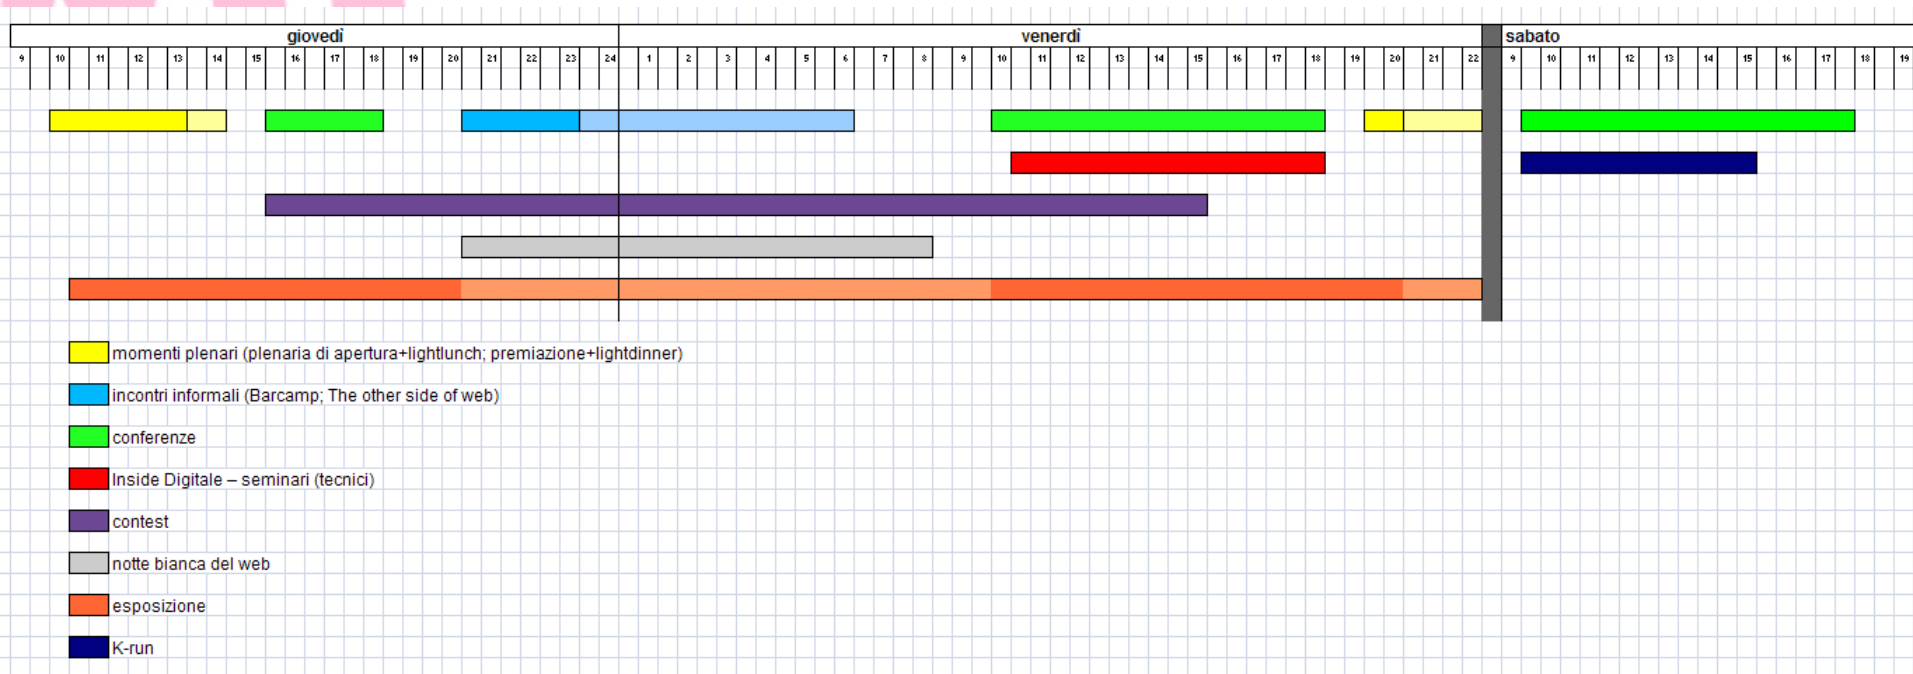 giovedì venerdì sabato
9 10 11 12 13 14 15 16 17 18 19 20 21 22 23 24 1 2 3 4 5 6 7 8 9 10 11 12 13 14 15 16 17 18 19 20 21 22 9 10 11 12 13 14 15 16 17 18 19
momenti plenari (plenaria di apertura+lightlunch; premiazione+lightdinner)
incontri informali (Barcamp; The other side of web)
conferenze
Inside Digitale – seminari (tecnici)
contest
notte bianca del web
esposizione
K-run